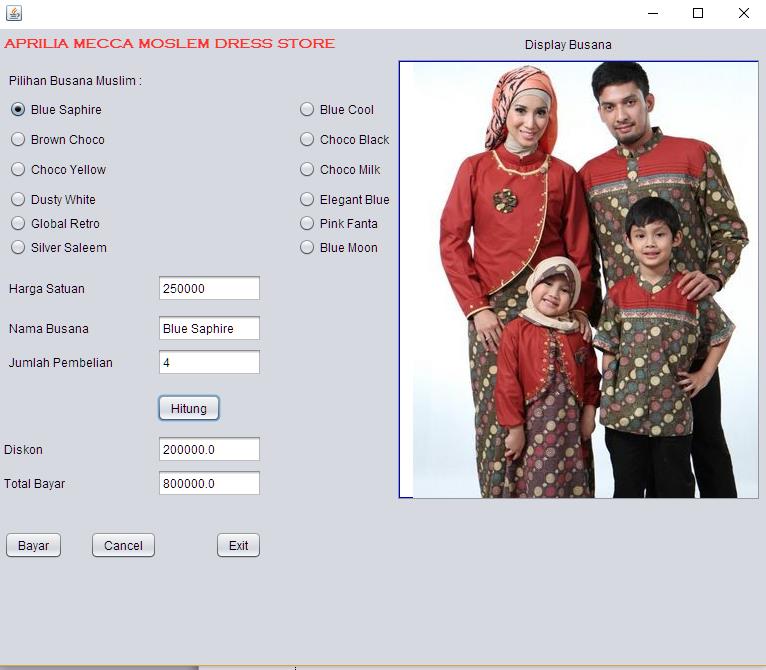 APRILIA MECCA MOSLEM DRESS STORE
Display Busana
Pilihan Busana Muslim :
Blue Saphire
Blue Cool
Brown Choco
Choco Black
Choco Yellow
Choco Milk
Dusty White
Elegant Blue
Global Retro
Pink Fanta
Silver Saleem
Blue Moon
Harga Satuan 250000
Nama Busana Blue Saphire
Jumlah Pembelian 4
Hitung
Diskon 200000.0
Total Bayar 800000.0
Bayar Cancel Exit